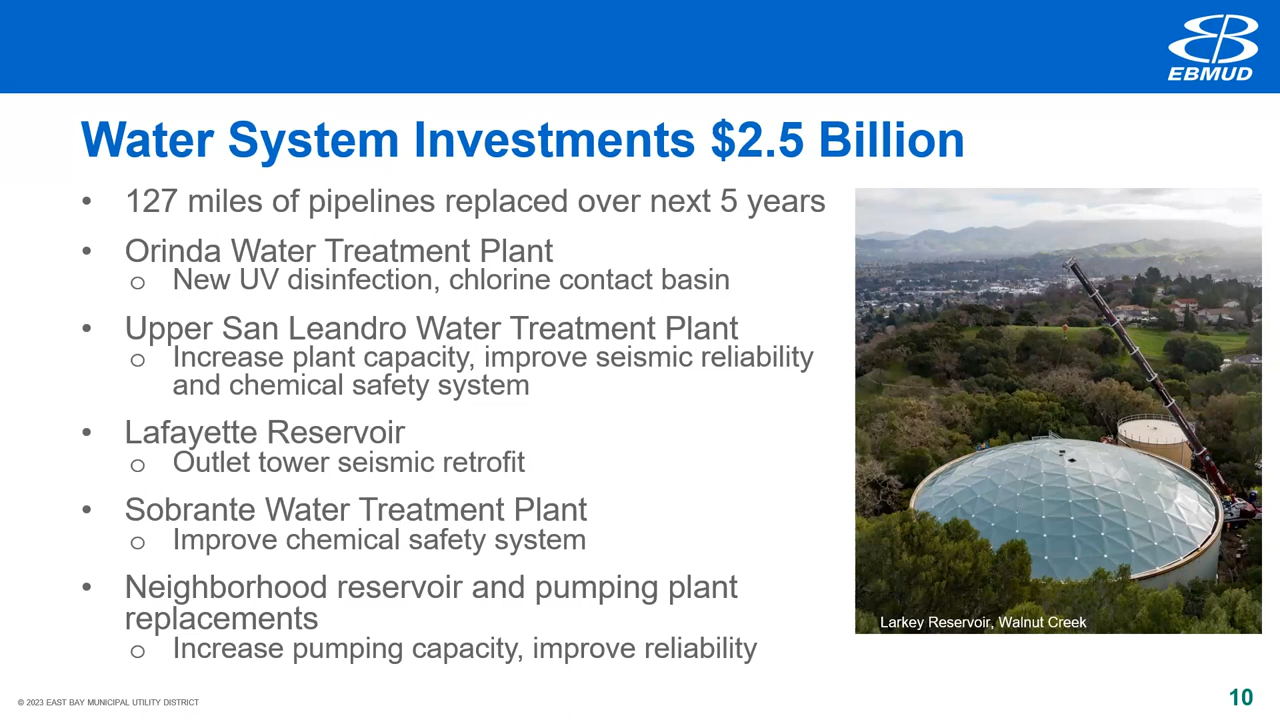 EBMUD
Water System Investments $2.5 Billion
• 127 miles of pipelines replaced over next 5 years
• Orinda Water Treatment Plant
o New UV disinfection, chlorine contact basin
• Upper San Leandro Water Treatment Plant
o Increase plant capacity, improve seismic reliability
and chemical safety system
• Lafayette Reservoir
o Outlet tower seismic retrofit
• Sobrante Water Treatment Plant
o Improve chemical safety system
• Neighborhood reservoir and pumping plant
replacements
o Increase pumping capacity, improve reliability
Larkey Reservoir, Walnut Creek
© 2023 EAST BAY MUNICIPAL UTILITY DISTRICT
10